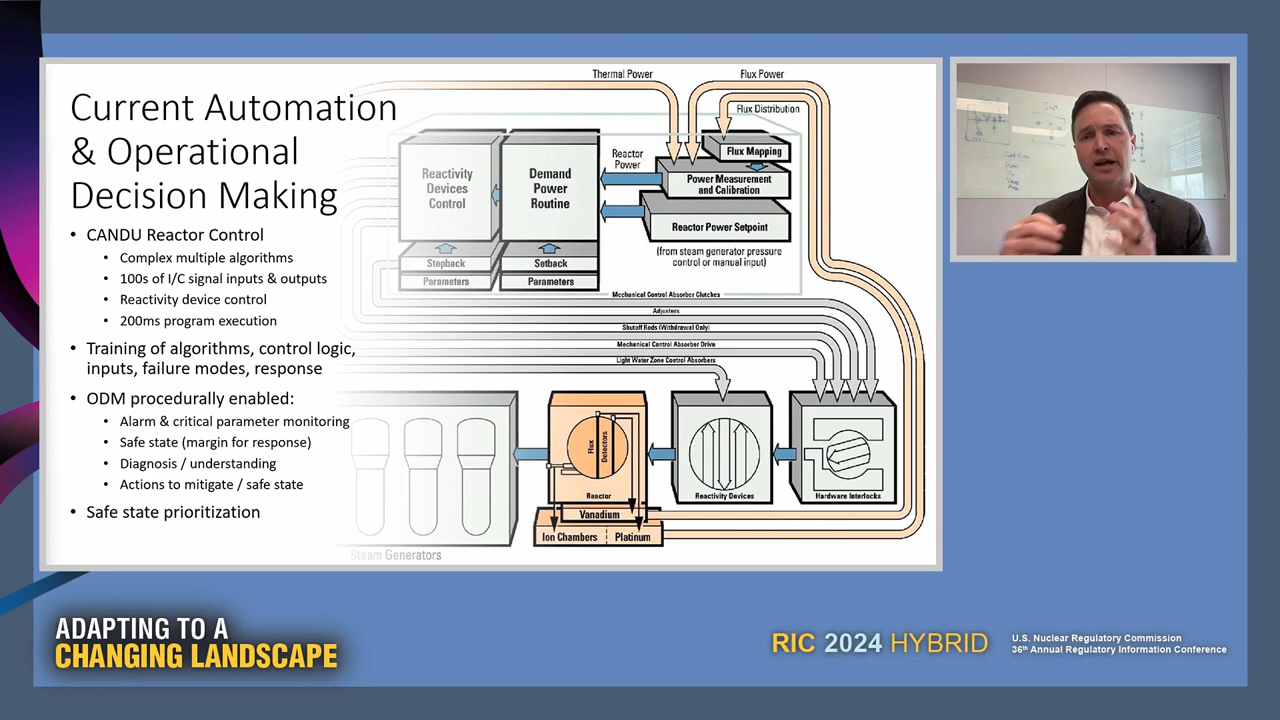 Current Automation
& Operational
Decision Making
• CANDU Reactor Control
• Complex multiple algorithms
• 100s of I/C signal inputs & outputs
• Reactivity device control
• 200ms program execution
• Training of algorithms, control logic,
inputs, failure modes, response
• ODM procedurally enabled:
• Alarm & critical parameter monitoring
• Safe state (margin for response)
• Diagnosis / understanding
• Actions to mitigate / safe state
• Safe state prioritization
Thermal Power
Flux Power
Flux Distribution
Flux Mapping
Reactor
Power
Power Measurement
and Calibration
Reactor Power Setpoint
(from steam generator pressure
control or manual input)
Reactivity
Devices
Control
Demand
Power
Routine
Stepback
Parameters
Setback
Parameters
Mechanical Control Absorber Clutches
Adjusters
Shutoff Rods (Withdrawal Only)
Mechanical Control Absorber Drive
Light Water Zone Control Absorbers
Flux
Detectors
Reactor
Vanadium
Ion Chambers
Platinum
Reactivity Devices
Hardware Interlocks
Steam Generators
ADAPTING TO A
CHANGING LANDSCAPE
RIC 2024 HYBRID
U.S. Nuclear Regulatory Commission
36th Annual Regulatory Information Conference